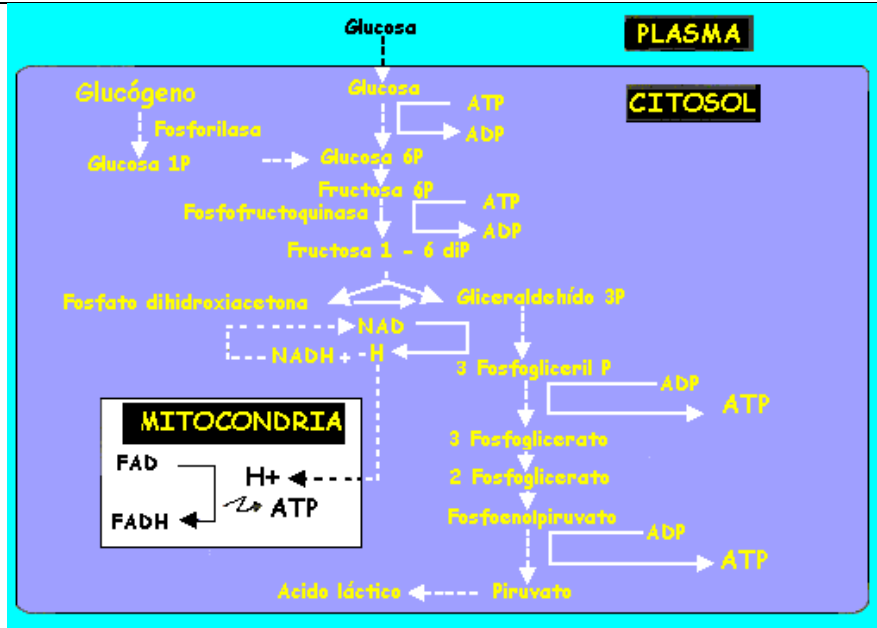 Glucosa
PLASMA
Glucógeno
Glucosa
ATP
CITOSOL
Fosforilasa
ADP
Glucosa 1P
Glucosa 6P
Fructosa 6P
Fosfofructoquinasa
ATP
ADP
Fructosa 1 - 6 diP
Fosfato dihidroxiacetona
Gliceraldehído 3P
NAD
NADH + -H
3 Fosfogliceril P
ADP
ATP
MITOCONDRIA
3 Fosfoglicerato
FAD
H+
2 Fosfoglicerato
ATP
FADH
Fosfoenolpiruvato
ADP
ATP
Acido láctico
Piruvato